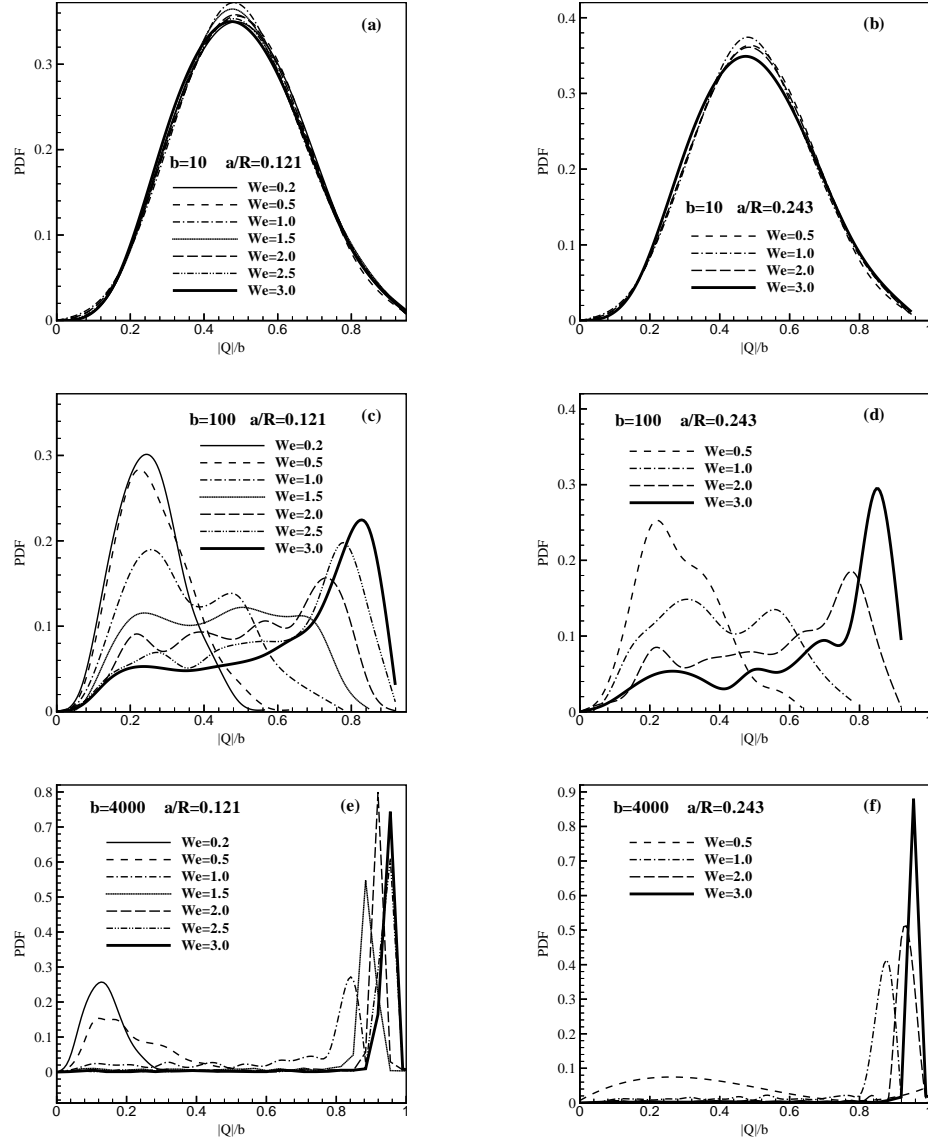 (a)
PDF
0.3
0.2
0.1
0
b=10 a/R=0.121
We=0.2
We=0.5
We=1.0
We=1.5
We=2.0
We=2.5
We=3.0
0 0.2 0.4 0.6 0.8
|Q|/b
(b)
PDF
0.4
0.3
0.2
0.1
0
b=10 a/R=0.243
We=0.5
We=1.0
We=2.0
We=3.0
0 0.2 0.4 0.6 0.8 1
|Q|/b
b=100 a/R=0.121 (c)
PDF
0.3
0.2
0.1
0
We=0.2
We=0.5
We=1.0
We=1.5
We=2.0
We=2.5
We=3.0
0 0.2 0.4 0.6 0.8
|Q|/b
b=100 a/R=0.243 (d)
PDF
0.4
0.3
0.2
0.1
0
We=0.5
We=1.0
We=2.0
We=3.0
0 0.2 0.4 0.6 0.8 1
|Q|/b
b=4000 a/R=0.121 (e)
PDF
0.8
0.7
0.6
0.5
0.4
0.3
0.2
0.1
0
We=0.2
We=0.5
We=1.0
We=1.5
We=2.0
We=2.5
We=3.0
0 0.2 0.4 0.6 0.8 1
|Q|/b
b=4000 a/R=0.243 (f)
PDF
0.9
0.8
0.7
0.6
0.5
0.4
0.3
0.2
0.1
0
We=0.5
We=1.0
We=2.0
We=3.0
0 0.2 0.4 0.6 0.8 1
|Q|/b